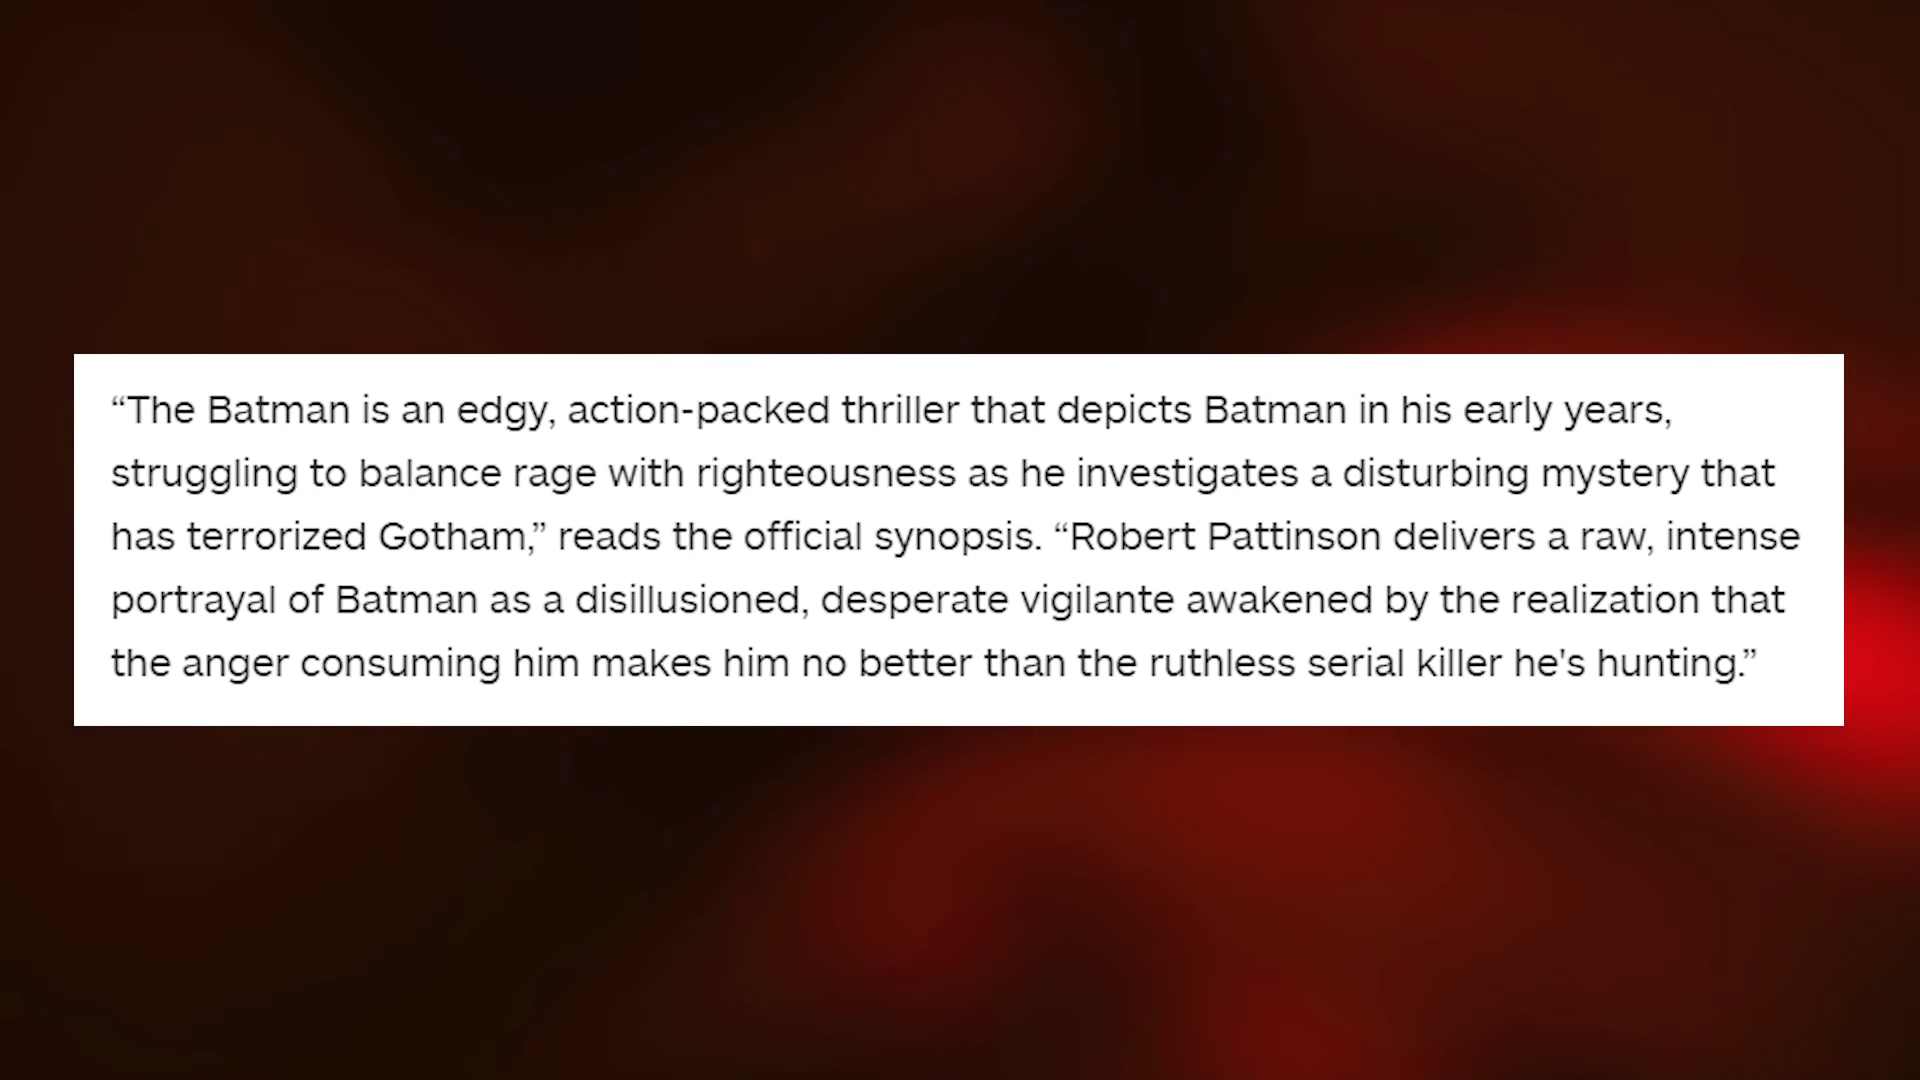 “The Batman is an edgy, action-packed thriller that depicts Batman in his early years,
struggling to balance rage with righteousness as he investigates a disturbing mystery that
has terrorized Gotham,” reads the official synopsis. “Robert Pattinson delivers a raw, intense
portrayal of Batman as a disillusioned, desperate vigilante awakened by the realization that
the anger consuming him makes him no better than the ruthless serial killer he's hunting.”